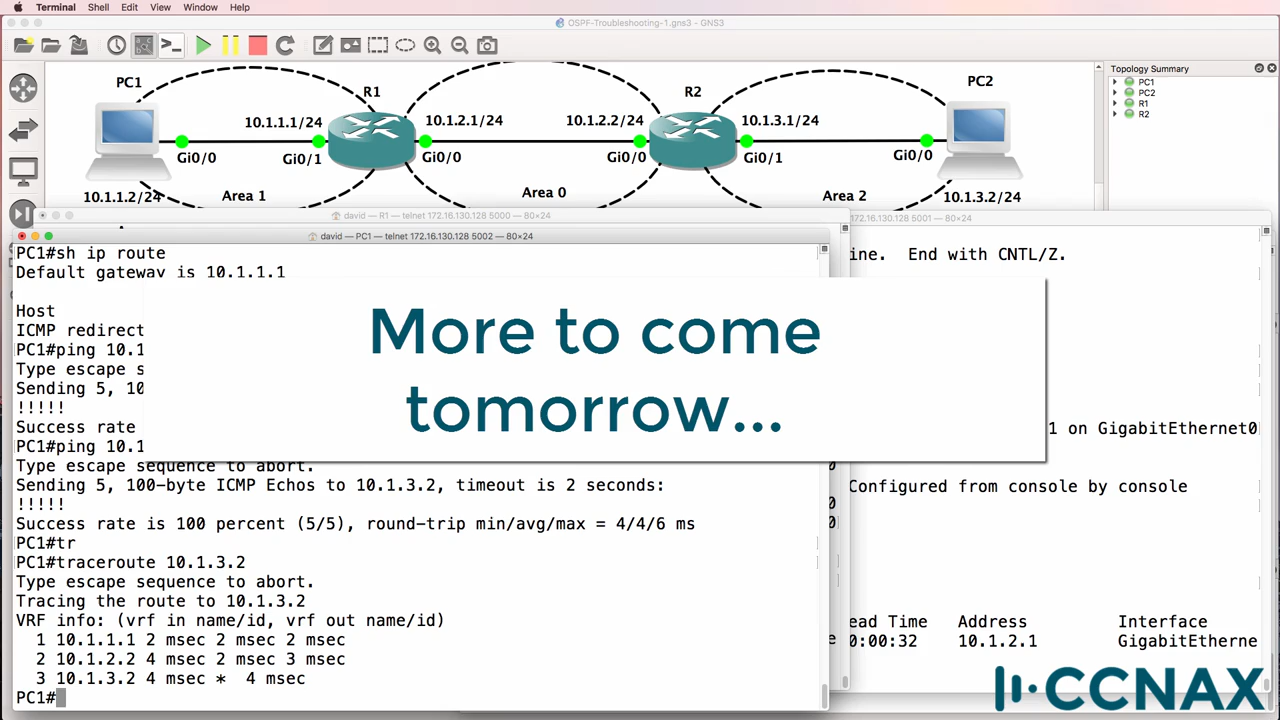 Terminal Shell Edit View Window Help
OSPF-Troubleshooting-1.gns3 - GNS3
Topology Summary
PC1
PC2
R1
R2
PC1
R1
R2
PC2
10.1.1.1/24
10.1.2.1/24
10.1.2.2/24
10.1.3.1/24
Gi0/0
Gi0/1
Gi0/0
Gi0/0
Gi0/1
Gi0/0
10.1.1.2/24
Area 1
Area 0
Area 2
10.1.3.2/24
david — R1 — telnet 172.16.130.128 5000 — 80×24
172.16.130.128 5001 — 80×24
david — PC1 — telnet 172.16.130.128 5002 — 80×24
PC1#sh ip route
Default gateway is 10.1.1.1
Host
ICMP redirect
PC1#ping 10.1
Type escape s
Sending 5, 10
!!!!!
Success rate
PC1#ping 10.1
Type escape sequence to abort.
Sending 5, 100-byte ICMP Echos to 10.1.3.2, timeout is 2 seconds:
!!!!!
Success rate is 100 percent (5/5), round-trip min/avg/max = 4/4/6 ms
PC1#tr
PC1#traceroute 10.1.3.2
Type escape sequence to abort.
Tracing the route to 10.1.3.2
VRF info: (vrf in name/id, vrf out name/id)
1 10.1.1.1 2 msec 2 msec 2 msec
2 10.1.2.2 4 msec 2 msec 3 msec
3 10.1.3.2 4 msec * 4 msec
PC1#
More to come
tomorrow...
ine. End with CNTL/Z.
1 on GigabitEthernet0
Configured from console by console
ead Time Address Interface
0:00:32 10.1.2.1 GigabitEtherne
CCNAX